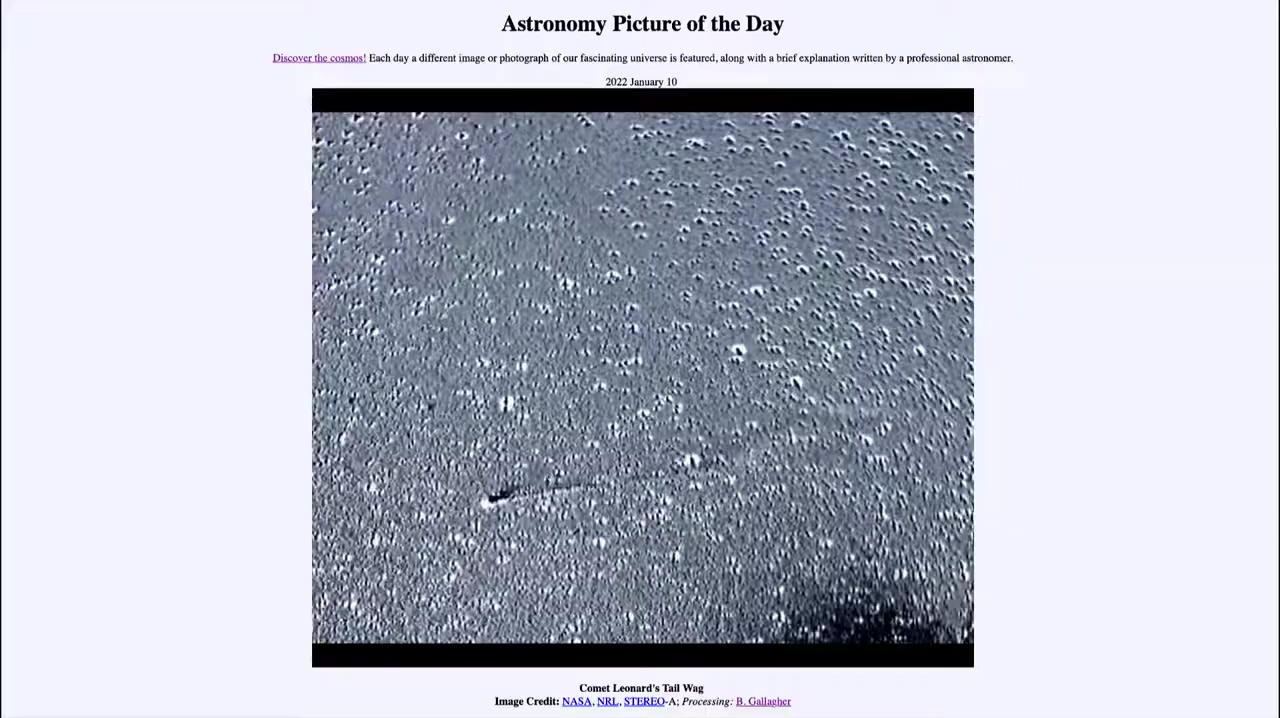 Astronomy Picture of the Day
Discover the cosmos! Each day a different image or photograph of our fascinating universe is featured, along with a brief explanation written by a professional astronomer.
2022 January 10
Comet Leonard's Tail Wag
Image Credit: NASA, NRL, STEREO-A; Processing: B. Gallagher